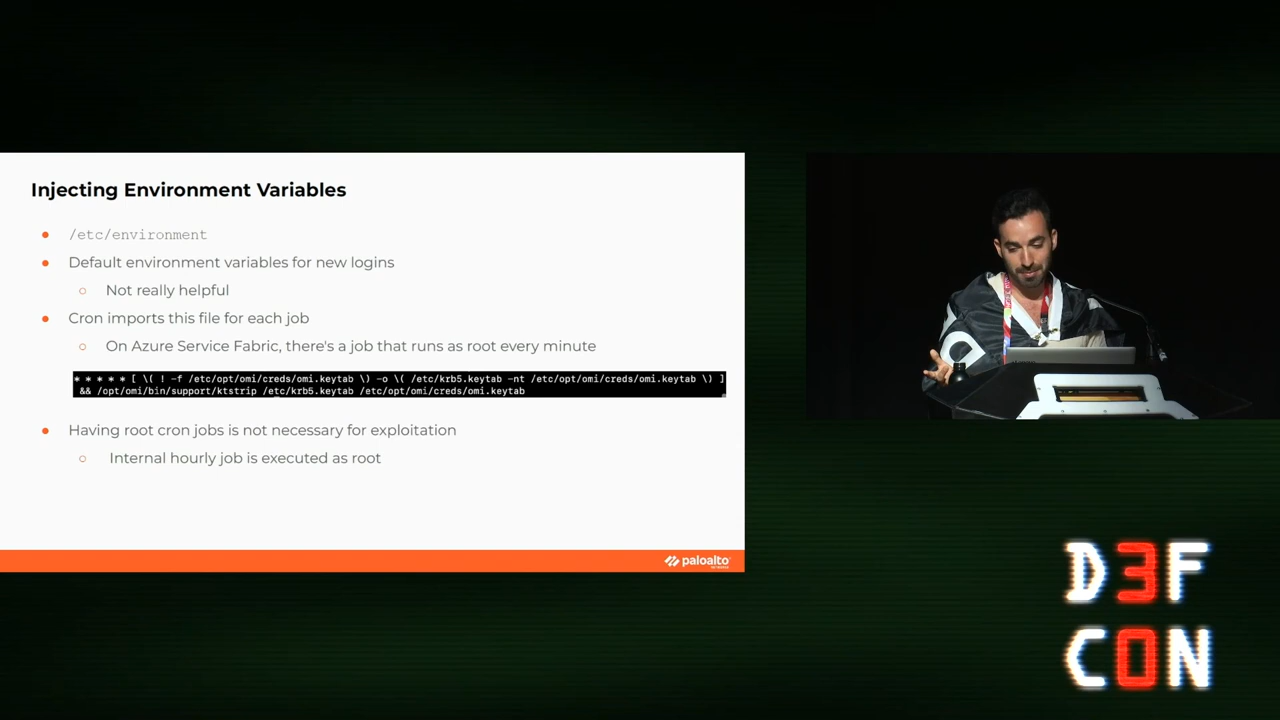 Injecting Environment Variables
/etc/environment
Default environment variables for new logins
Not really helpful
Cron imports this file for each job
On Azure Service Fabric, there's a job that runs as root every minute
* * * * * [ \( ! -f /etc/opt/omi/creds/omi.keytab \) -o \( /etc/krb5.keytab -nt /etc/opt/omi/creds/omi.keytab \) ]
&& /opt/omi/bin/support/ktstrip /etc/krb5.keytab /etc/opt/omi/creds/omi.keytab
Having root cron jobs is not necessary for exploitation
Internal hourly job is executed as root
paloalto
D3F
C0N